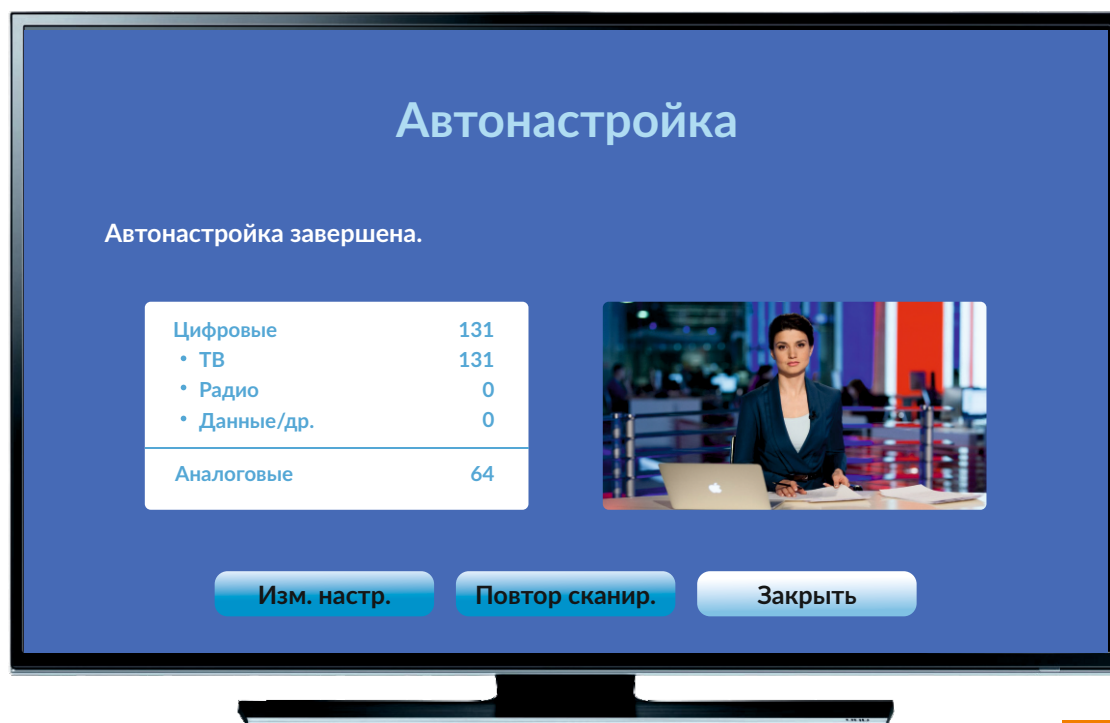 Автонастройка
Автонастройка завершена.
Цифровые 131
• ТВ 131
• Радио 0
• Данные/др. 0
Аналоговые 64
Изм. настр.
Повтор сканир.
Закрыть